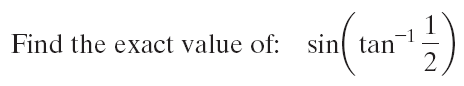 Find the exact value of: sin(tan⁻¹ 1/2)